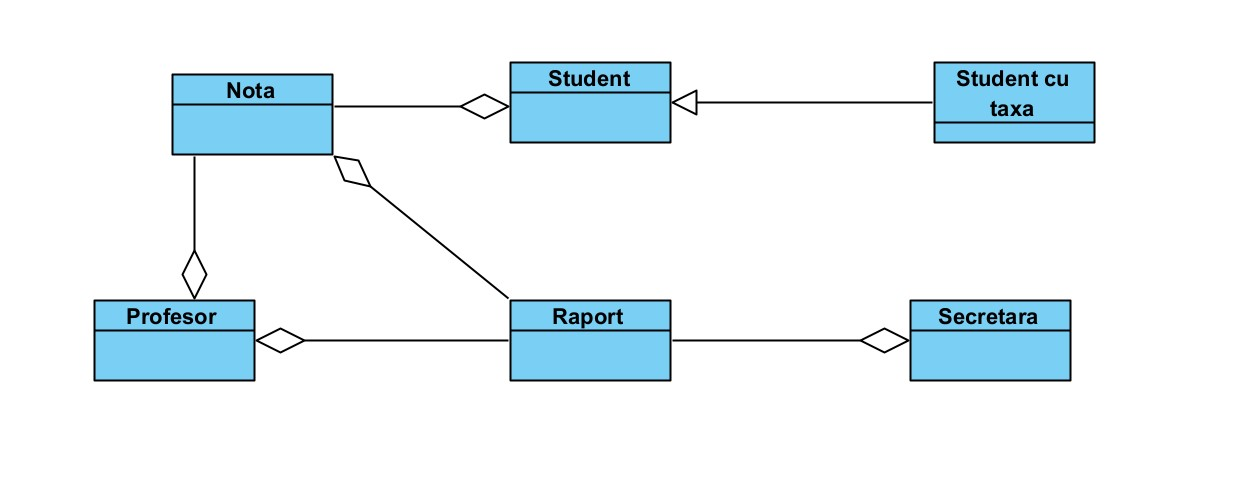 Nota
Student
Student cu
taxa
Profesor
Raport
Secretara